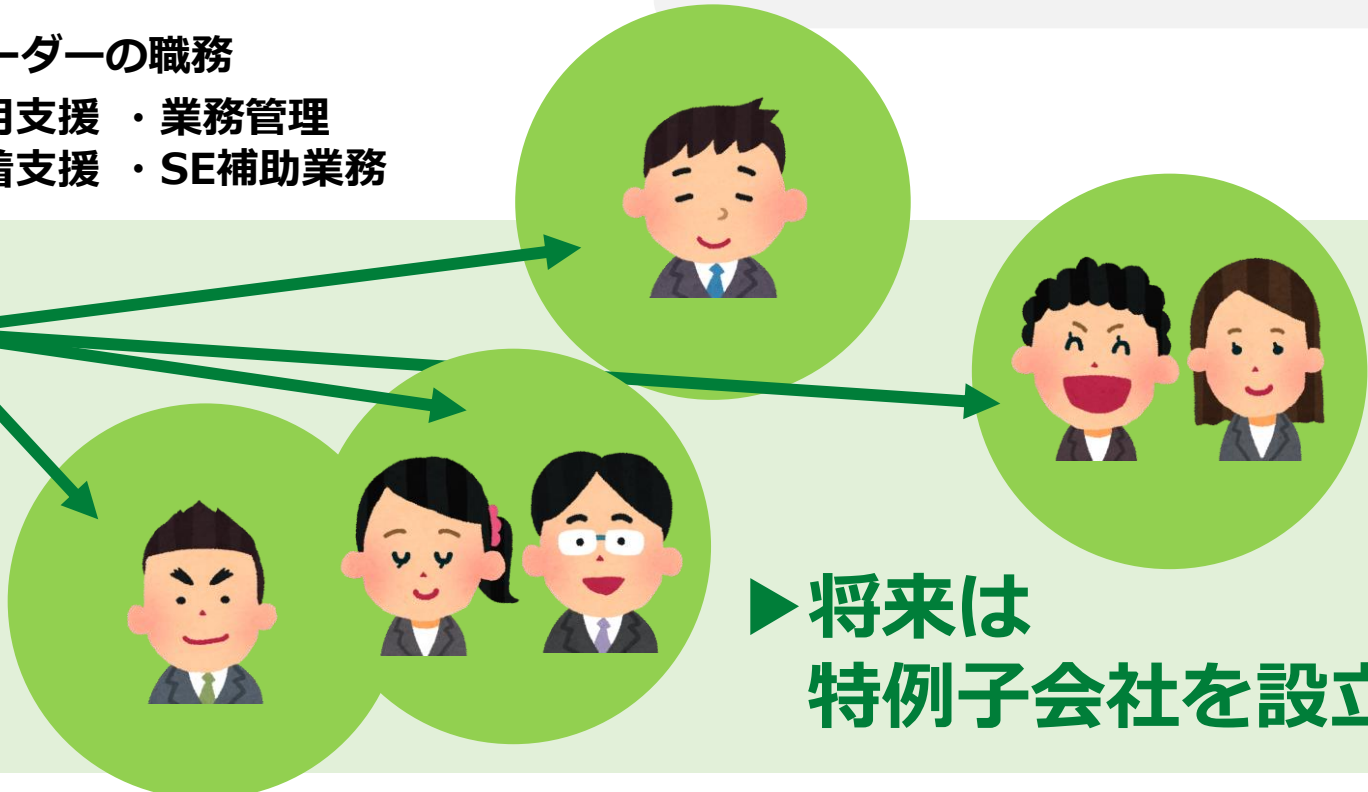 ーダーの職務
用支援 ・業務管理
着支援 ・SE補助業務
▶将来は
特例子会社を設立